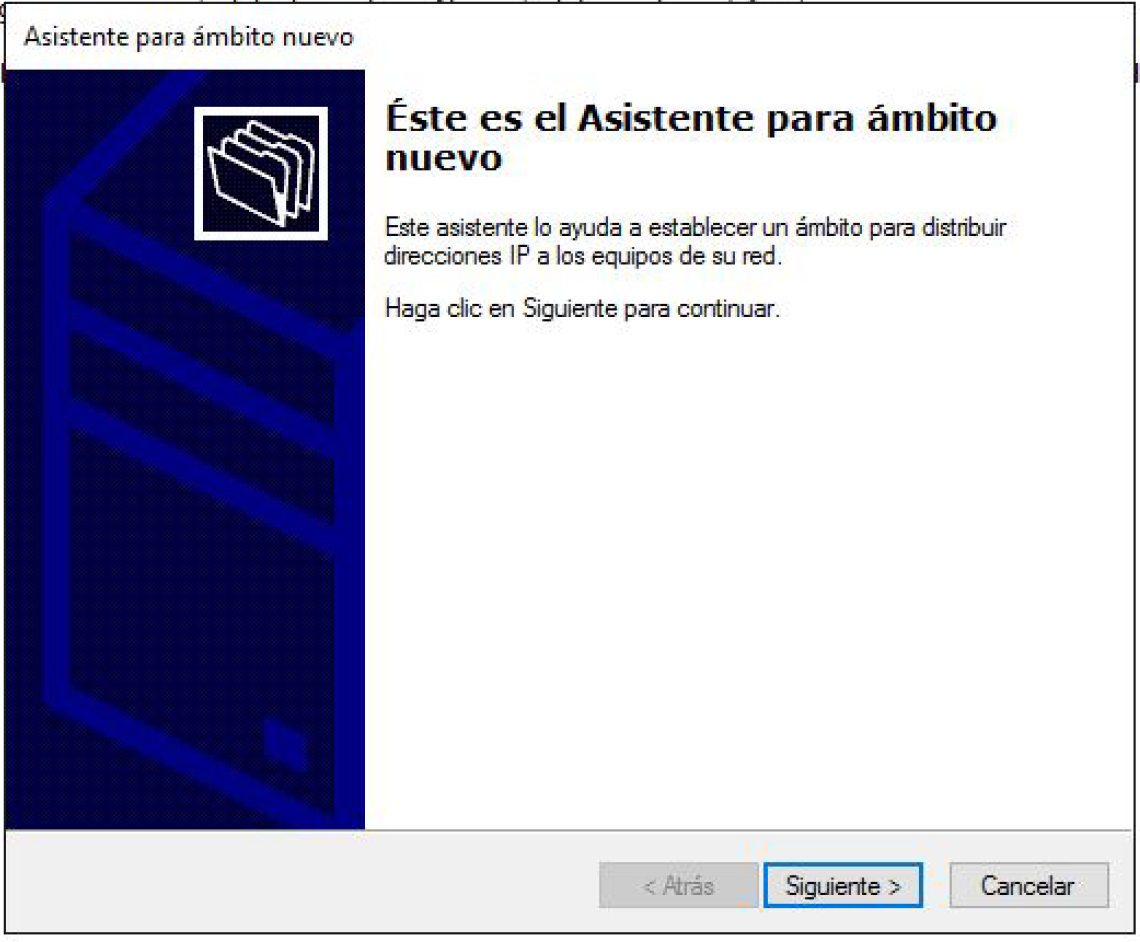 Asistente para ámbito nuevo
Éste es el Asistente para ámbito
nuevo
Este asistente lo ayuda a establecer un ámbito para distribuir
direcciones IP a los equipos de su red.
Haga clic en Siguiente para continuar.
< Atrás
Siguiente >
Cancelar